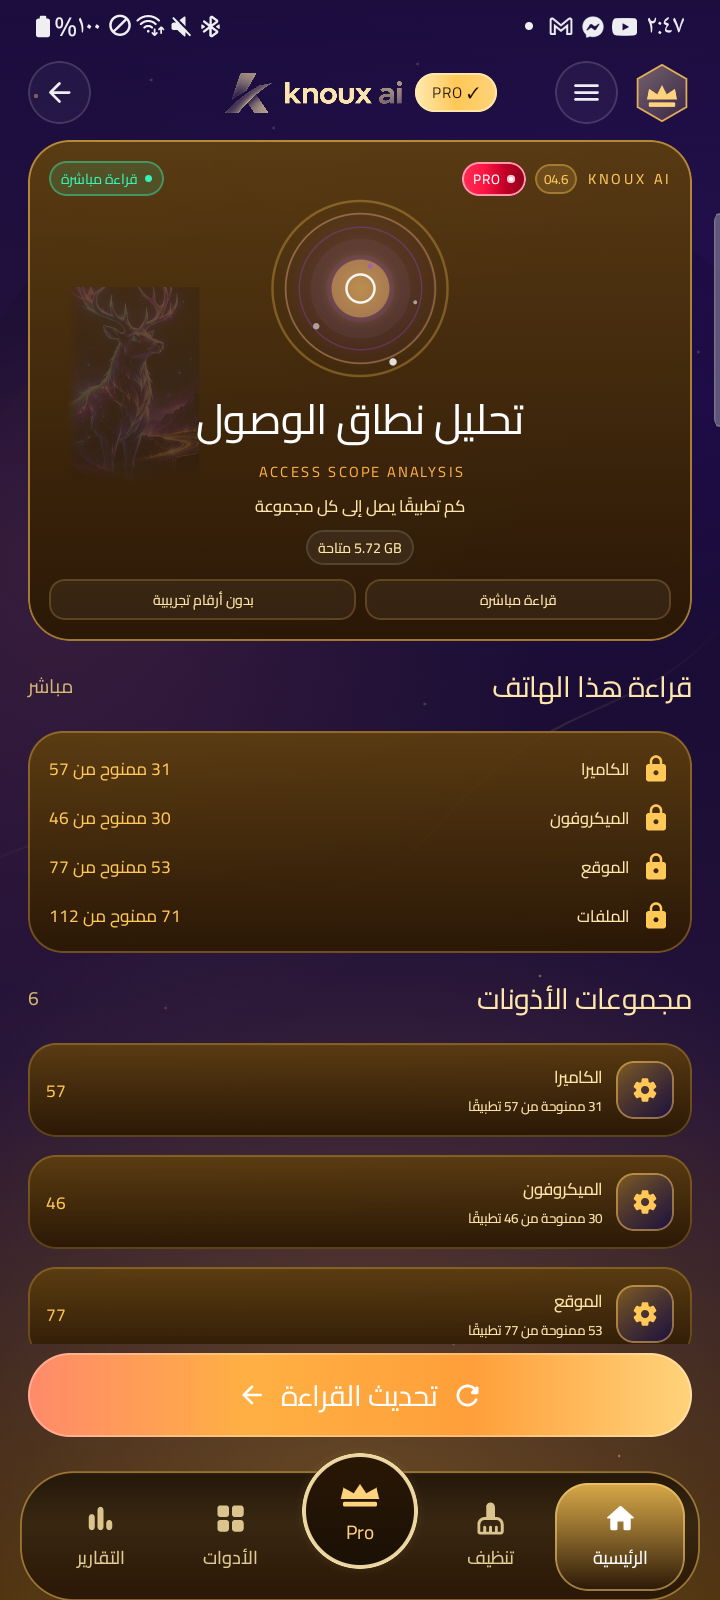 ٢:٤٧
%١٠٠
knoux ai
PRO ✓
KNOUX AI
04.6
PRO
قراءة مباشرة
تحليل نطاق الوصول
ACCESS SCOPE ANALYSIS
كم تطبيقًا يصل إلى كل مجموعة
5.72 GB متاحة
قراءة مباشرة
بدون أرقام تجريبية
قراءة هذا الهاتف
مباشر
الكاميرا
31 ممنوح من 57
الميكروفون
30 ممنوح من 46
الموقع
53 ممنوح من 77
الملفات
71 ممنوح من 112
مجموعات الأذونات
6
الكاميرا
31 ممنوحة من 57 تطبيقًا
57
الميكروفون
30 ممنوحة من 46 تطبيقًا
46
الموقع
53 ممنوحة من 77 تطبيقًا
77
تحديث القراءة
الرئيسية
تنظيف
Pro
الأدوات
التقارير